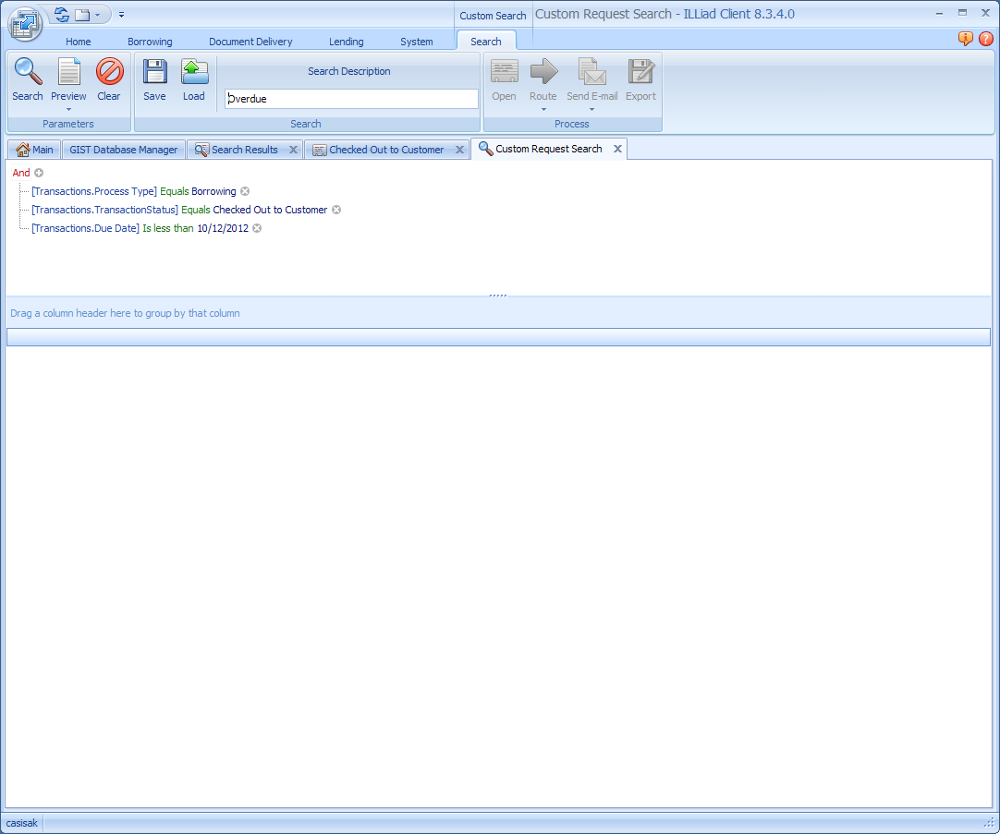 Custom Search
Custom Request Search - ILLiad Client 8.3.4.0
Home Borrowing Document Delivery Lending System Search
Search Preview Clear
Parameters
Save Load
Search Description
Overdue
Search
Open Route Send E-mail Export
Process
Main GIST Database Manager Search Results Checked Out to Customer Custom Request Search
And
[Transactions.Process Type] Equals Borrowing
[Transactions.TransactionStatus] Equals Checked Out to Customer
[Transactions.Due Date] Is less than 10/12/2012
Drag a column header here to group by that column
casisak